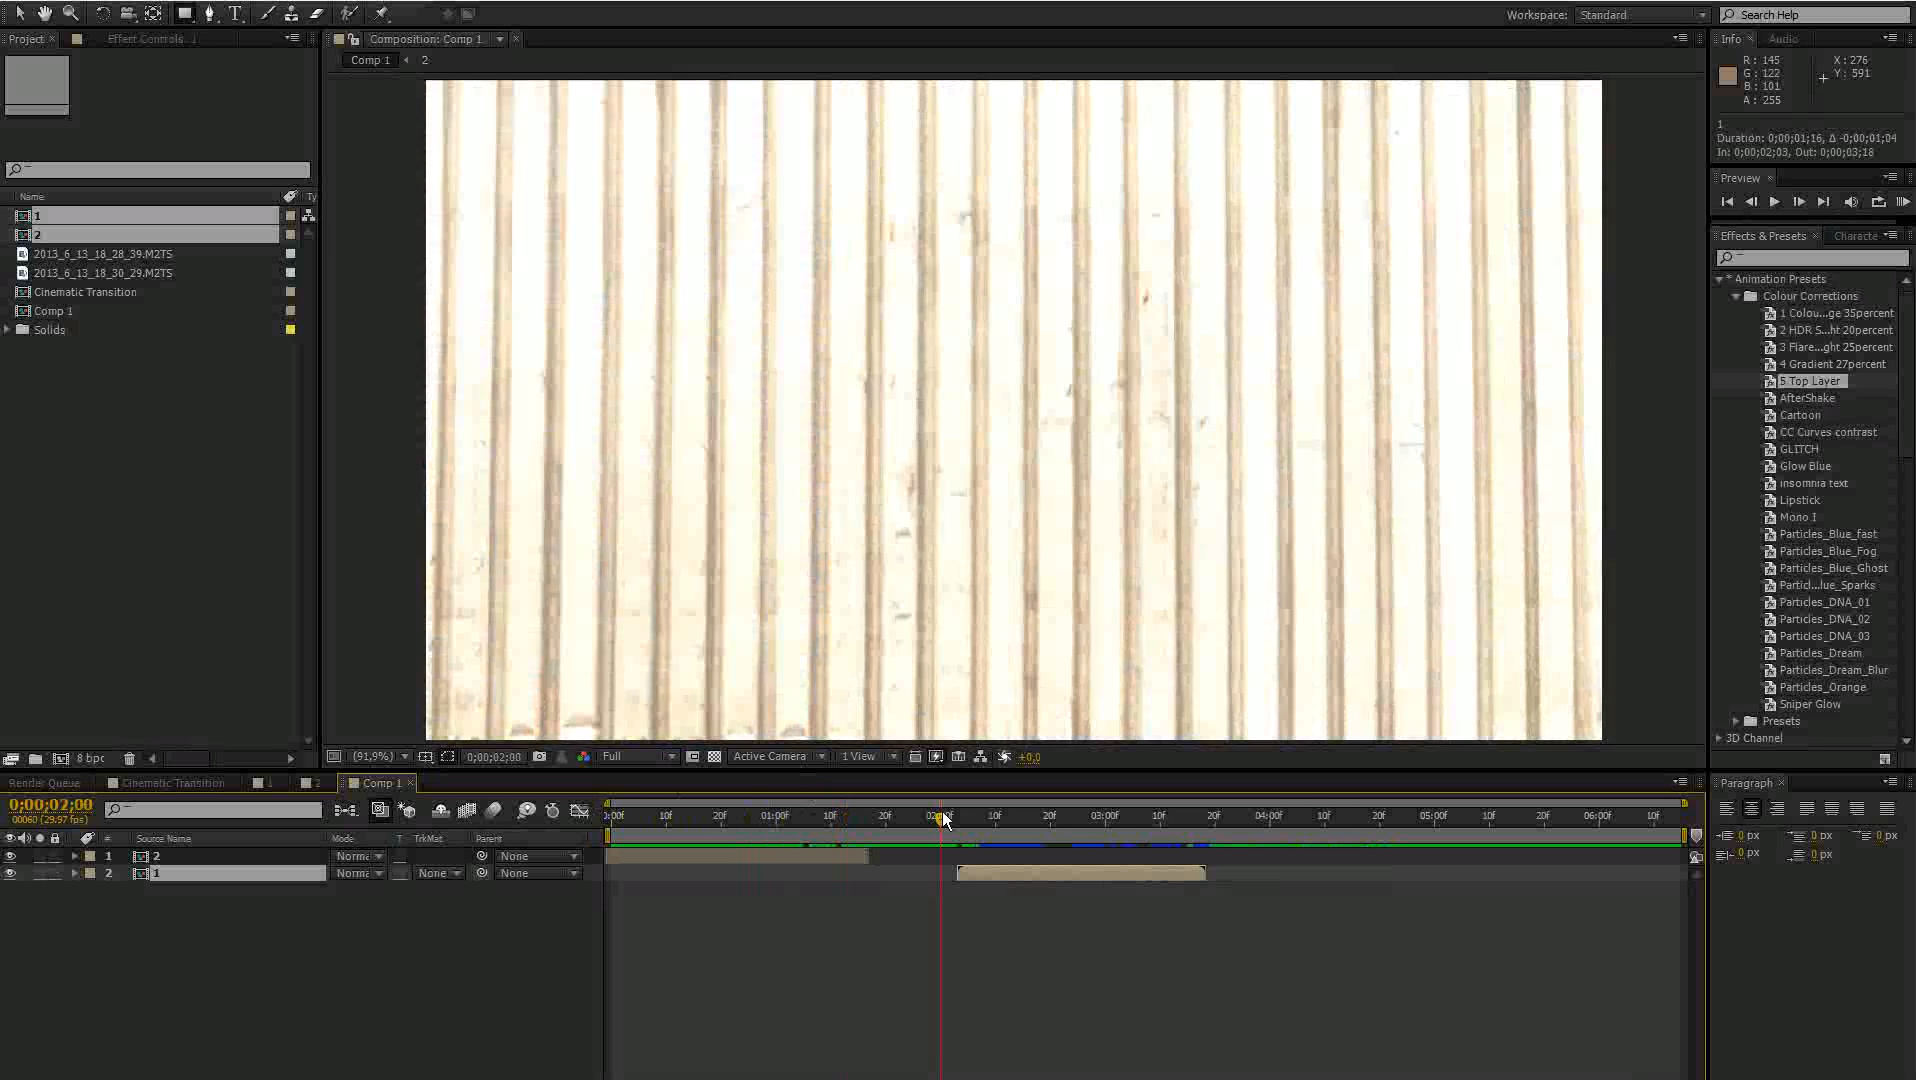 Workspace: Standard
Search Help
Project
Effect Controls: 1
Composition: Comp 1
Info
Audio
Comp 1
2
R : 145
G : 122
B : 101
A : 255
X : 276
Y : 591
1
Duration: 0;00;01;16, Δ -0;00;01;04
In: 0;00;02;03, Out: 0;00;03;18
Preview
Name
Ty
1
2
2013_6_13_18_28_39.M2TS
2013_6_13_18_30_29.M2TS
Cinematic Transition
Comp 1
Solids
Effects & Presets
Characte
* Animation Presets
Colour Corrections
1 Colou...ge 35percent
2 HDR S...ht 20percent
3 Flare...ght 25percent
4 Gradient 27percent
5 Top Layer
AfterShake
Cartoon
CC Curves contrast
GLITCH
Glow Blue
insomnia text
Lipstick
Mono I
Particles_Blue_fast
Particles_Blue_Fog
Particles_Blue_Ghost
Particl...lue_Sparks
Particles_DNA_01
Particles_DNA_02
Particles_DNA_03
Particles_Dream
Particles_Dream_Blur
Particles_Orange
Sniper Glow
Presets
3D Channel
8 bpc
(91,9%)
0;00;02;00
Full
Active Camera
1 View
+0,0
Render Queue
Cinematic Transition
1
2
Comp 1
Paragraph
0;00;02;00
00060 (29.97 fps)
0:00f 10f 20f 01:00f 10f 20f 10f 20f 03:00f 10f 20f 04:00f 10f 20f 05:00f 10f 20f 06:00f 10f
# Source Name Mode T TrkMat Parent
1 2 Norma None
2 1 Norma None None
0 px 0 px 0 px
0 px 0 px